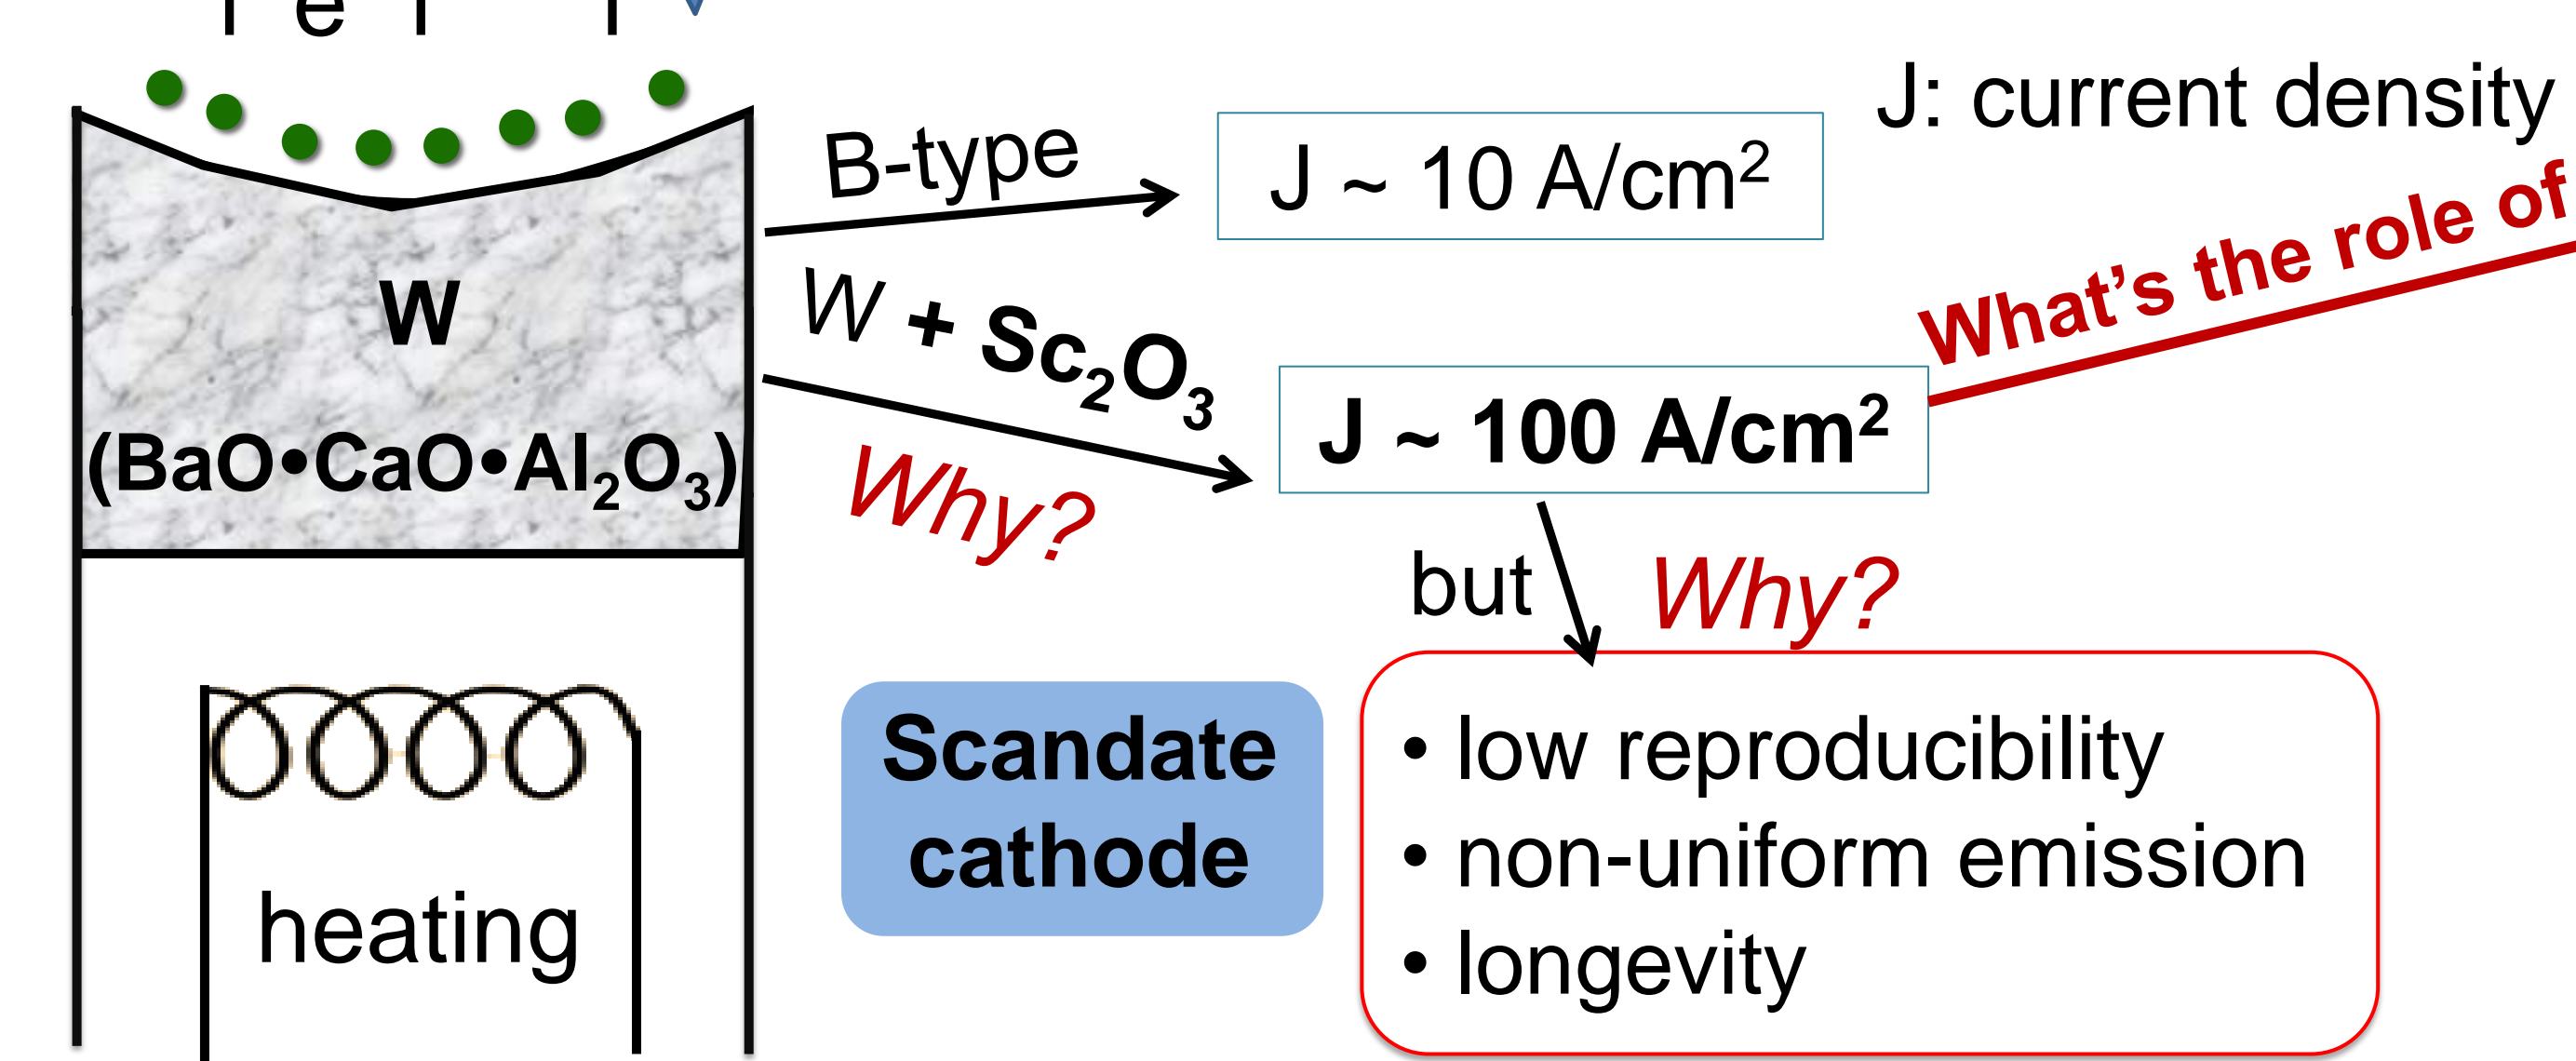 e
J: current density
B-type
J ~ 10 A/cm²
What's the role of
W + Sc₂O₃
W
J ~ 100 A/cm²
(BaO•CaO•Al₂O₃)
Why?
but
Why?
Scandate
cathode
• low reproducibility
• non-uniform emission
• longevity
heating